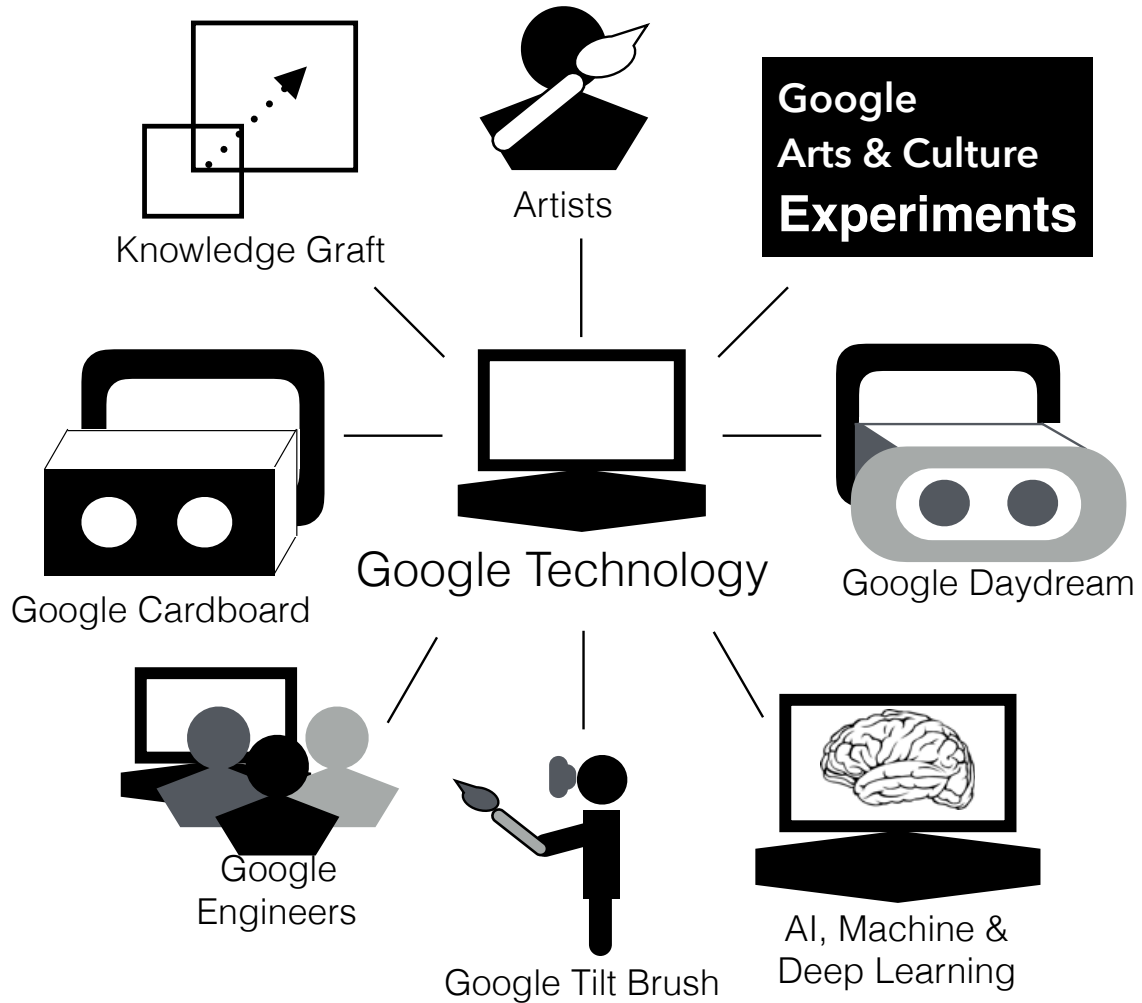 Artists
Google
Arts & Culture
Experiments
Knowledge Graft
Google Technology
Google Cardboard
Google Daydream
Google
Engineers
Google Tilt Brush
AI, Machine &
Deep Learning